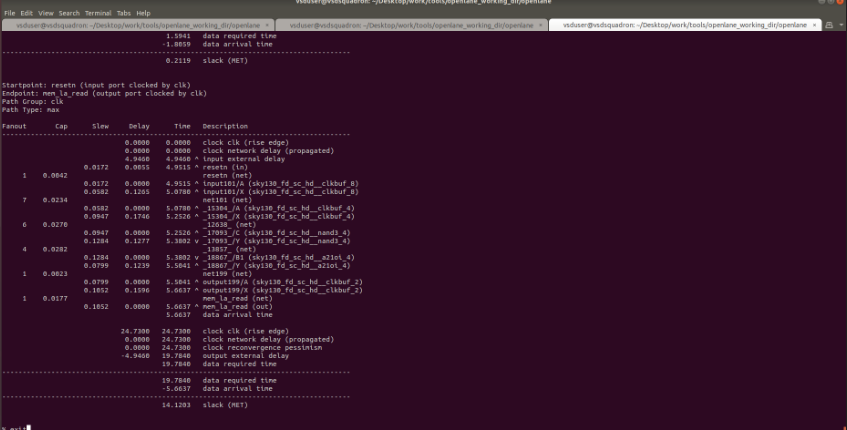 vsduser@vsdsquadron: ~/Desktop/work/tools/openlane_working_dir/openlane
File Edit View Search Terminal Tabs Help
vsduser@vsdsquadron: ~/Desktop/work/tools/openlane_working_dir/openlane × vsduser@vsdsquadron: ~/Desktop/work/tools/openlane_working_dir/openlane × vsduser@vsdsquadron: ~/Desktop/work/tools/openlane_working_dir/openlane ×
1.5941 data required time
-1.8059 data arrival time
0.2119 slack (MET)
Startpoint: resetn (input port clocked by clk)
Endpoint: mem_la_read (output port clocked by clk)
Path Group: clk
Path Type: max
Fanout Cap Slew Delay Time Description
0.0000 0.0000 clock clk (rise edge)
0.0000 0.0000 clock network delay (propagated)
4.9460 4.9460 ^ input external delay
0.0172 0.0055 4.9515 ^ resetn (in)
1 0.0042 resetn (net)
0.0172 0.0000 4.9515 ^ input101/A (sky130_fd_sc_hd__clkbuf_8)
0.0582 0.1265 5.0780 ^ input101/X (sky130_fd_sc_hd__clkbuf_8)
7 0.0234 net101 (net)
0.0582 0.0000 5.0780 ^ _15304_/A (sky130_fd_sc_hd__clkbuf_4)
0.0947 0.1746 5.2526 ^ _15304_/X (sky130_fd_sc_hd__clkbuf_4)
6 0.0270 _12638_ (net)
0.0947 0.0000 5.2526 ^ _17093_/C (sky130_fd_sc_hd__nand3_4)
0.1284 0.1277 5.3802 v _17093_/Y (sky130_fd_sc_hd__nand3_4)
4 0.0282 _13857_ (net)
0.1284 0.0000 5.3802 v _18867_/B1 (sky130_fd_sc_hd__a21oi_4)
0.0799 0.1239 5.5041 ^ _18867_/Y (sky130_fd_sc_hd__a21oi_4)
1 0.0023 net199 (net)
0.0799 0.0000 5.5041 ^ output199/A (sky130_fd_sc_hd__clkbuf_2)
0.1052 0.1596 5.6637 ^ output199/X (sky130_fd_sc_hd__clkbuf_2)
1 0.0177 mem_la_read (net)
0.1052 0.0000 5.6637 ^ mem_la_read (out)
5.6637 data arrival time
24.7300 24.7300 clock clk (rise edge)
0.0000 24.7300 clock network delay (propagated)
0.0000 24.7300 clock reconvergence pessimism
-4.9460 19.7840 output external delay
19.7840 data required time
19.7840 data required time
-5.6637 data arrival time
14.1203 slack (MET)
% exit